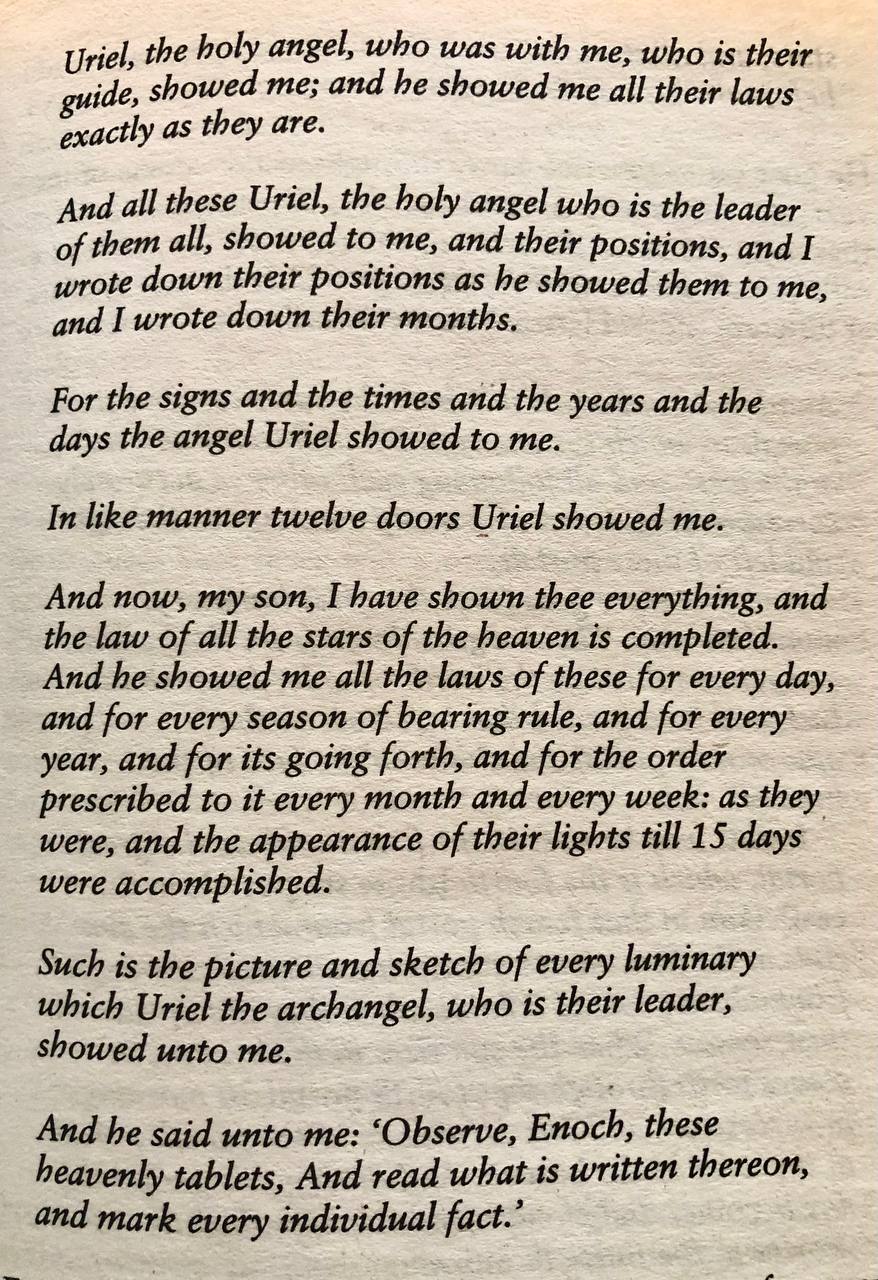 Uriel, the holy angel, who was with me, who is their
guide, showed me; and he showed me all their laws
exactly as they are.
And all these Uriel, the holy angel who is the leader
of them all, showed to me, and their positions, and I
wrote down their positions as he showed them to me,
and I wrote down their months.
For the signs and the times and the years and the
days the angel Uriel showed to me.
In like manner twelve doors Uriel showed me.
And now, my son, I have shown thee everything, and
the law of all the stars of the heaven is completed.
And he showed me all the laws of these for every day,
and for every season of bearing rule, and for every
year, and for its going forth, and for the order
prescribed to it every month and every week: as they
were, and the appearance of their lights till 15 days
were accomplished.
Such is the picture and sketch of every luminary
which Uriel the archangel, who is their leader,
showed unto me.
And he said unto me: ‘Observe, Enoch, these
heavenly tablets, And read what is written thereon,
and mark every individual fact.’